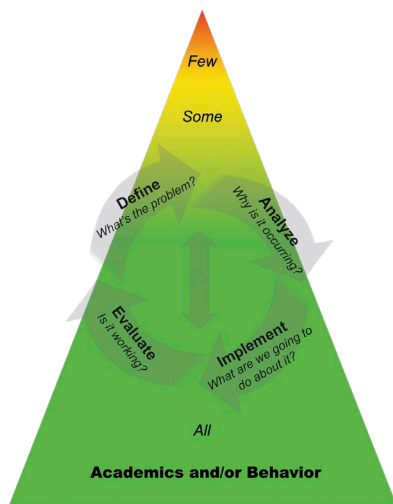 Few
Some
Define
What's the problem?
Analyze
Why is it occurring?
Evaluate
Is it working?
Implement
What are we going to
do about it?
All
Academics and/or Behavior